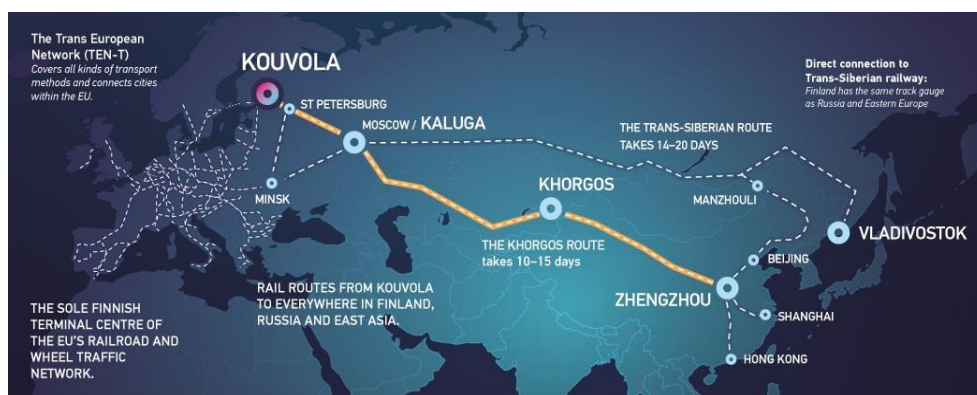 The Trans European
Network (TEN-T)
Covers all kinds of transport
methods and connects cities
within the EU.
KOUVOLA
ST PETERSBURG
MOSCOW / KALUGA
MINSK
Direct connection to
Trans-Siberian railway:
Finland has the same track gauge
as Russia and Eastern Europe
THE TRANS-SIBERIAN ROUTE
TAKES 14–20 DAYS
MANZHOULI
KHORGOS
VLADIVOSTOK
THE KHORGOS ROUTE
takes 10–15 days
BEIJING
ZHENGZHOU
SHANGHAI
HONG KONG
RAIL ROUTES FROM KOUVOLA
TO EVERYWHERE IN FINLAND,
RUSSIA AND EAST ASIA.
THE SOLE FINNISH
TERMINAL CENTRE OF
THE EU'S RAILROAD AND
WHEEL TRAFFIC
NETWORK.